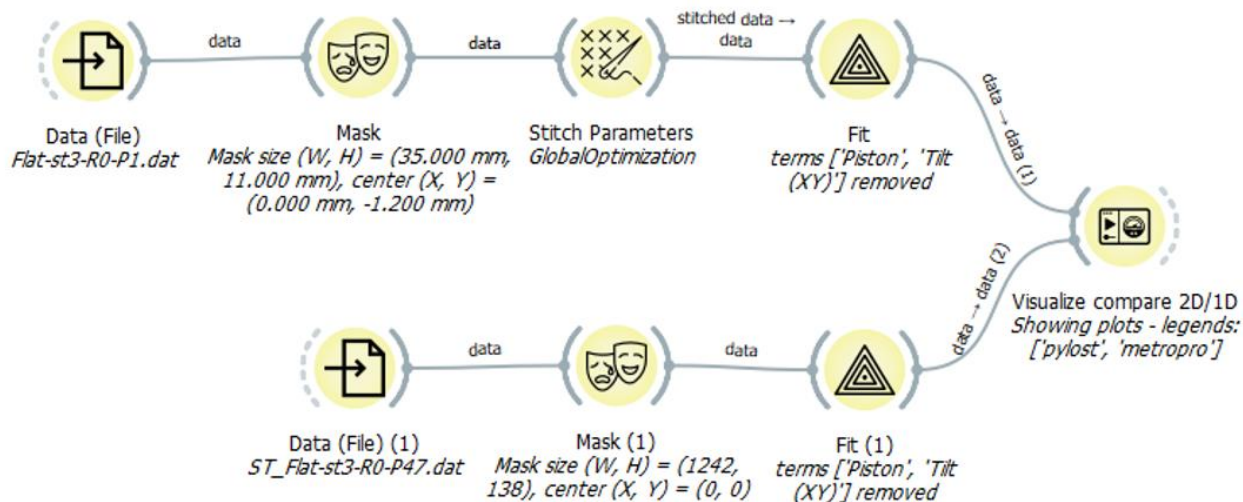 data
data
stitched data →
data
Data (File)
Flat-st3-R0-P1.dat
Mask
Mask size (W, H) = (35.000 mm,
11.000 mm), center (X, Y) =
(0.000 mm, -1.200 mm)
Stitch Parameters
GlobalOptimization
Fit
terms ['Piston', 'Tilt
(XY)'] removed
data → data (1)
data → data (2)
Visualize compare 2D/1D
Showing plots - legends:
['pylost', 'metropro']
data
data
Data (File) (1)
ST_Flat-st3-R0-P47.dat
Mask (1)
Mask size (W, H) = (1242,
138), center (X, Y) = (0, 0)
Fit (1)
terms ['Piston', 'Tilt
(XY)'] removed